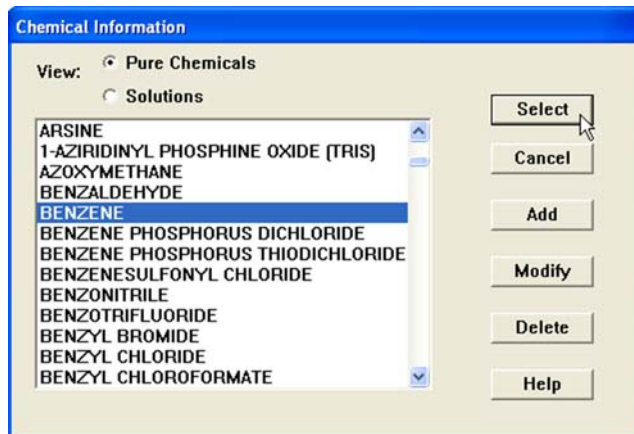 Chemical Information
View:
Pure Chemicals
Solutions
ARSINE
1-AZIRIDINYL PHOSPHINE OXIDE (TRIS)
AZOXYMETHANE
BENZALDEHYDE
BENZENE
BENZENE PHOSPHORUS DICHLORIDE
BENZENE PHOSPHORUS THIODICHLORIDE
BENZENESULFONYL CHLORIDE
BENZONITRILE
BENZOTRIFLUORIDE
BENZYL BROMIDE
BENZYL CHLORIDE
BENZYL CHLOROFORMATE
Select
Cancel
Add
Modify
Delete
Help